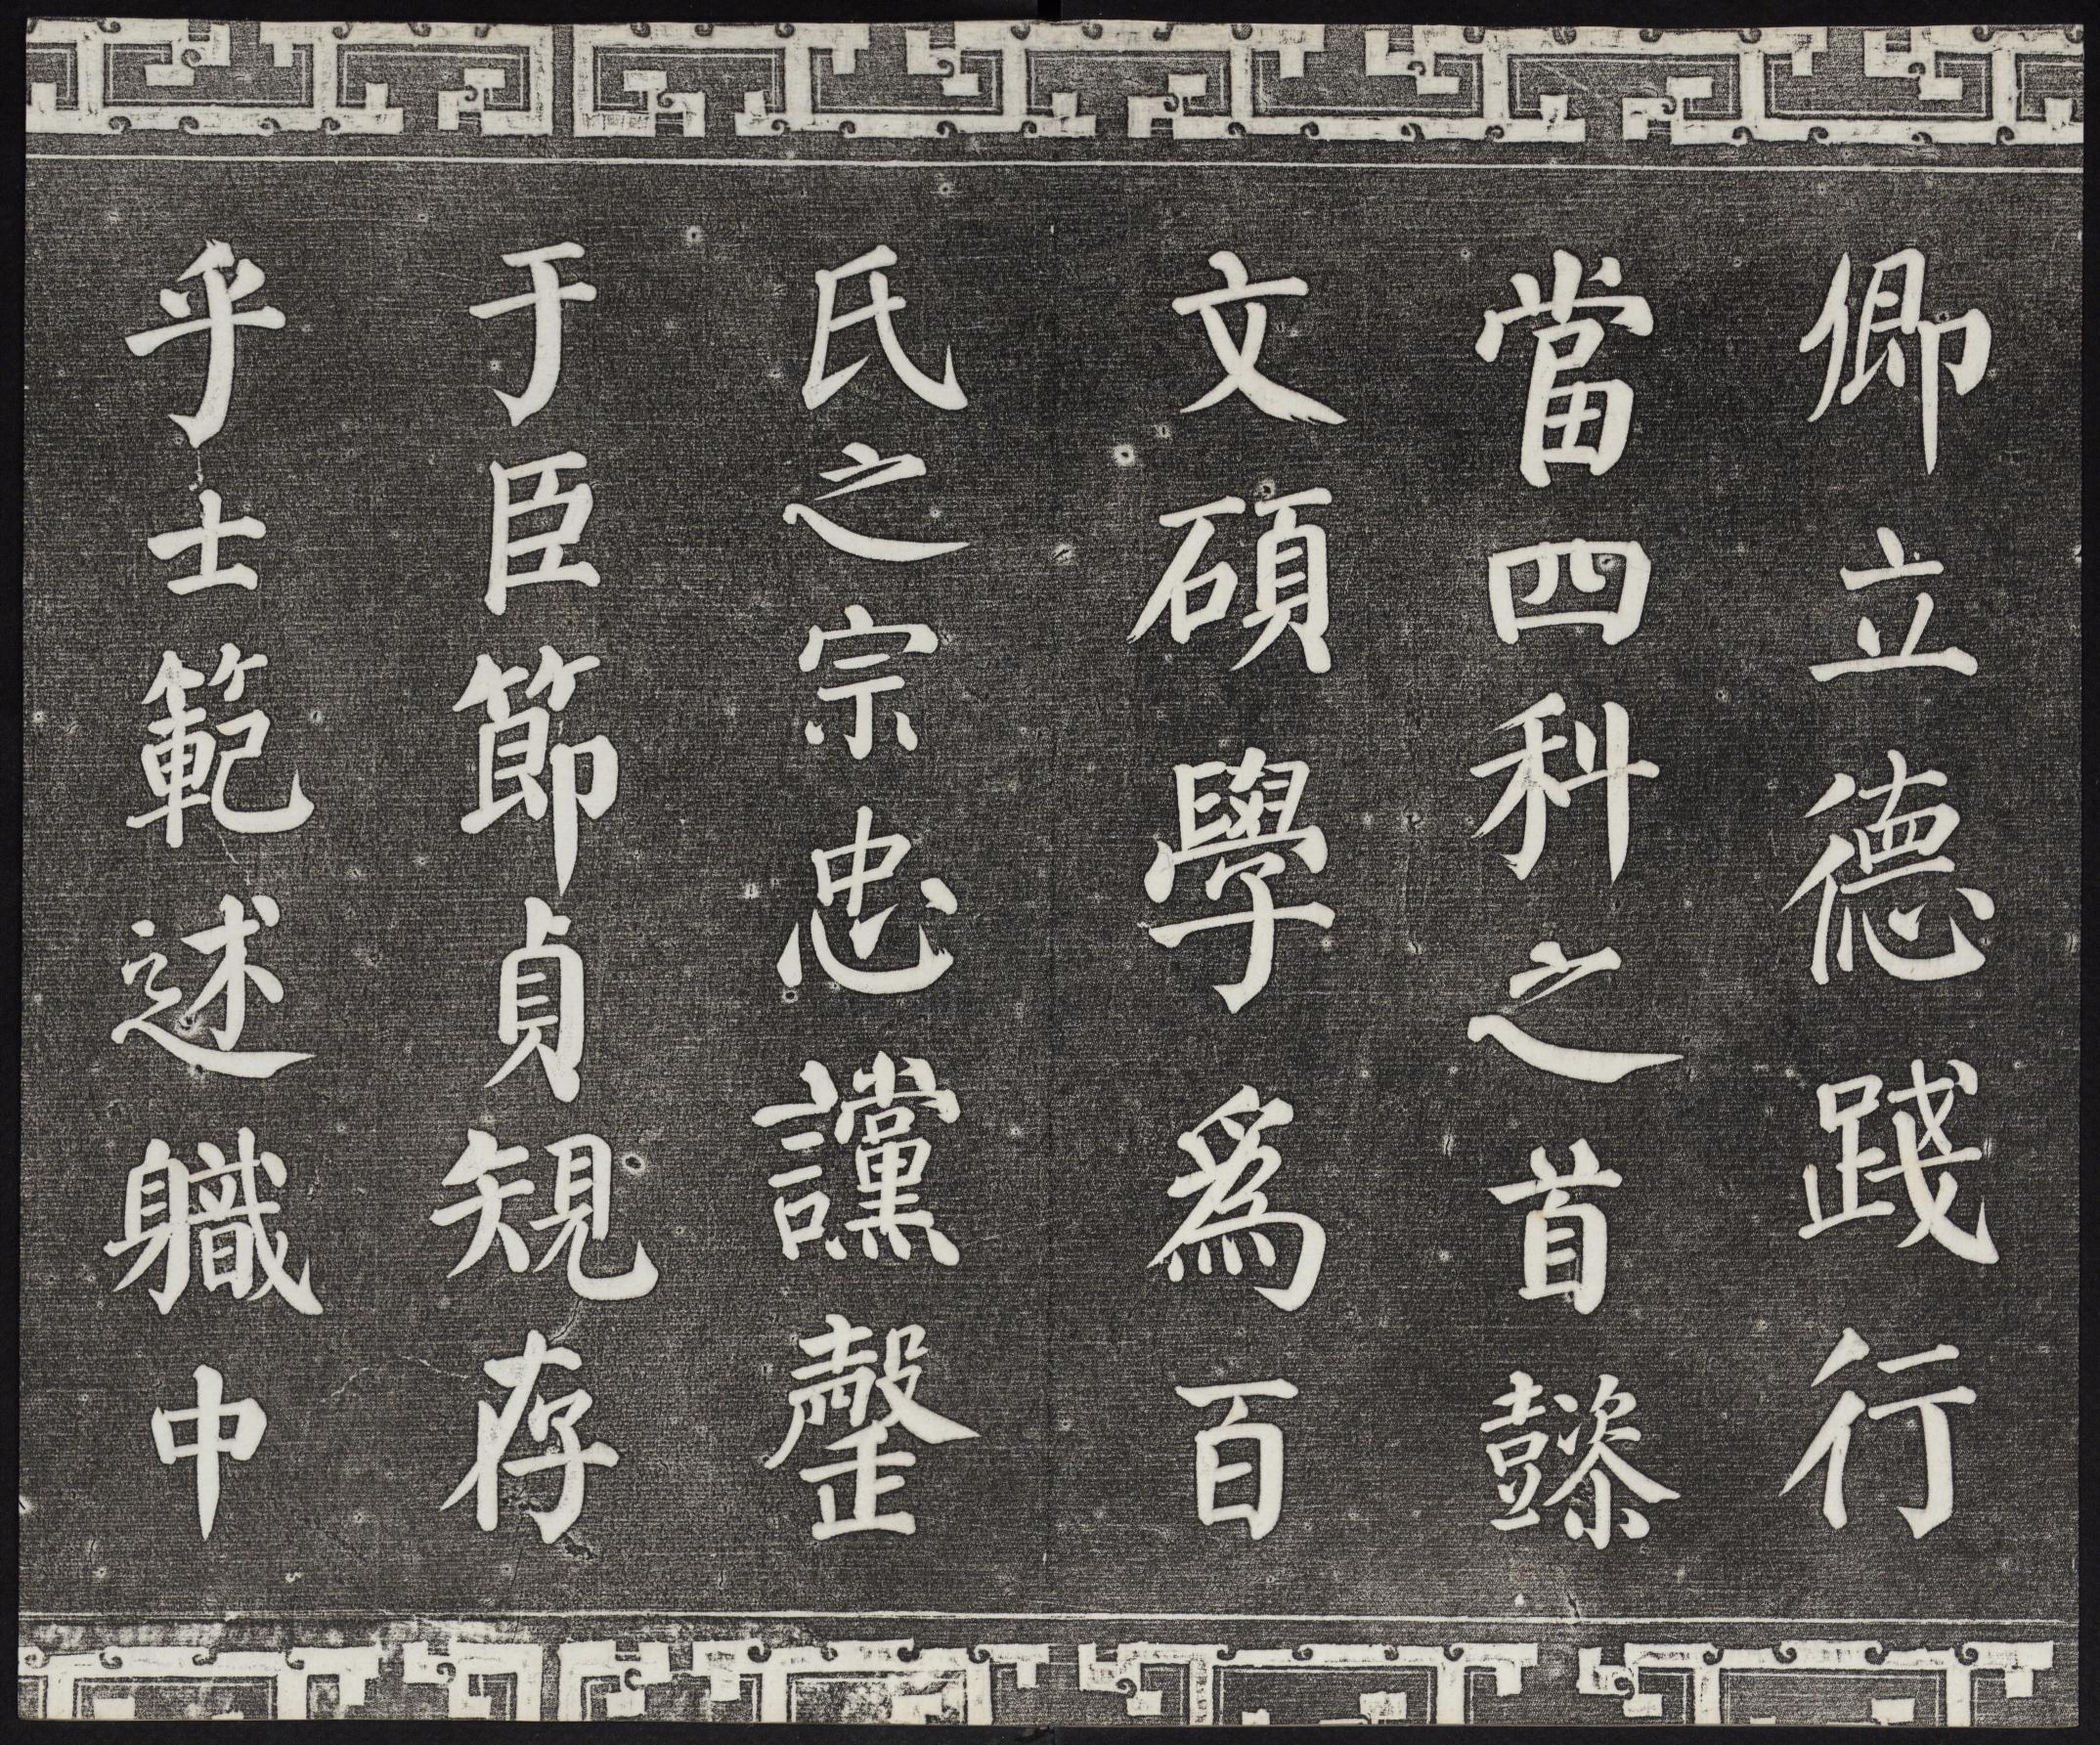 卿立德踐行
當四科之首懿
文碩學爲百
氏之宗忠讜罄
于臣節貞規存
乎士範述職中